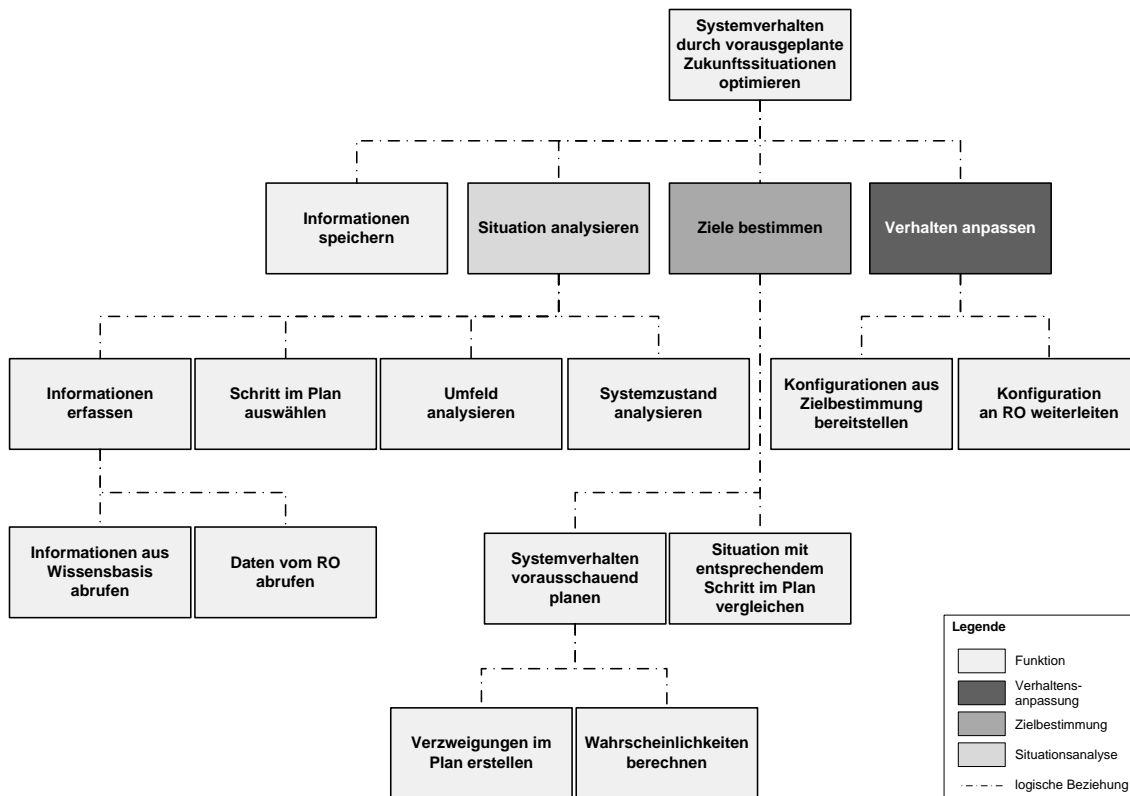 Systemverhalten
durch vorausgeplante
Zukunftssituationen
optimieren
Informationen
speichern
Situation analysieren
Ziele bestimmen
Verhalten anpassen
Informationen
erfassen
Schritt im Plan
auswählen
Umfeld
analysieren
Systemzustand
analysieren
Konfigurationen aus
Zielbestimmung
bereitstellen
Konfiguration
an RO weiterleiten
Informationen aus
Wissensbasis
abrufen
Daten vom RO
abrufen
Systemverhalten
vorausschauend
planen
Situation mit
entsprechendem
Schritt im Plan
vergleichen
Verzweigungen im
Plan erstellen
Wahrscheinlichkeiten
berechnen
Legende
Funktion
Verhaltens-
anpassung
Zielbestimmung
Situationsanalyse
logische Beziehung